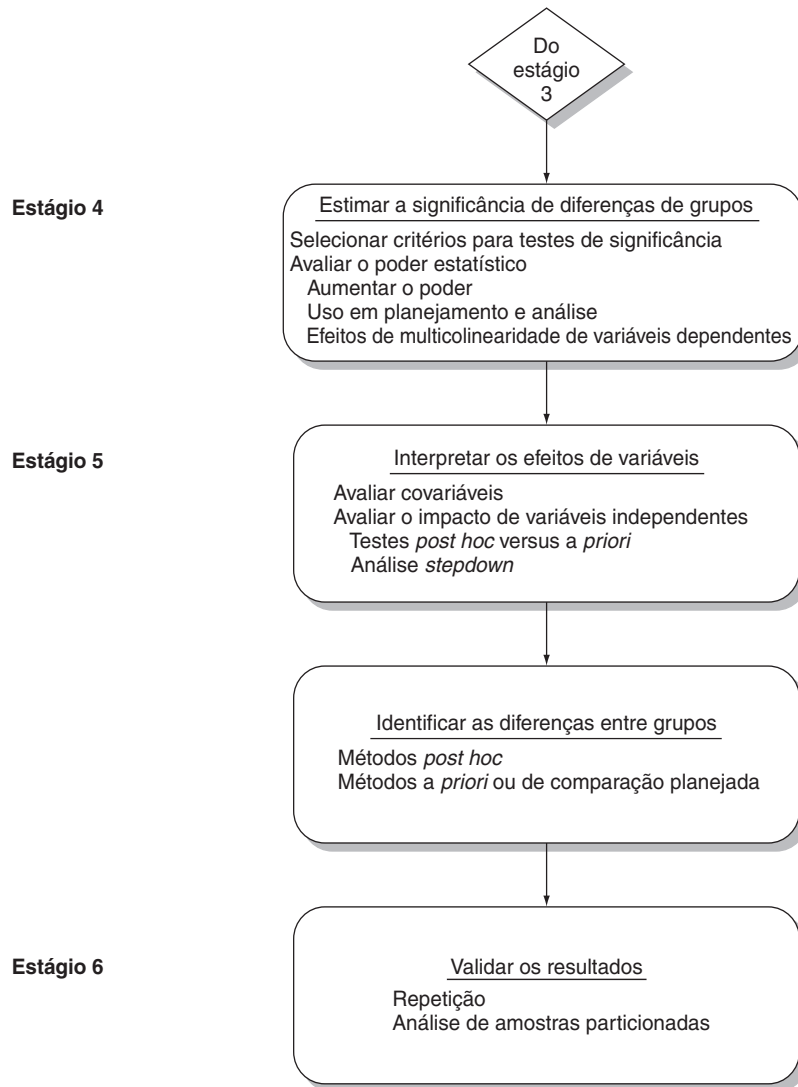 Do
estágio
3
Estágio 4
Estimar a significância de diferenças de grupos
Selecionar critérios para testes de significância
Avaliar o poder estatístico
Aumentar o poder
Uso em planejamento e análise
Efeitos de multicolinearidade de variáveis dependentes
Estágio 5
Interpretar os efeitos de variáveis
Avaliar covariáveis
Avaliar o impacto de variáveis independentes
Testes post hoc versus a priori
Análise stepdown
Identificar as diferenças entre grupos
Métodos post hoc
Métodos a priori ou de comparação planejada
Estágio 6
Validar os resultados
Repetição
Análise de amostras particionadas